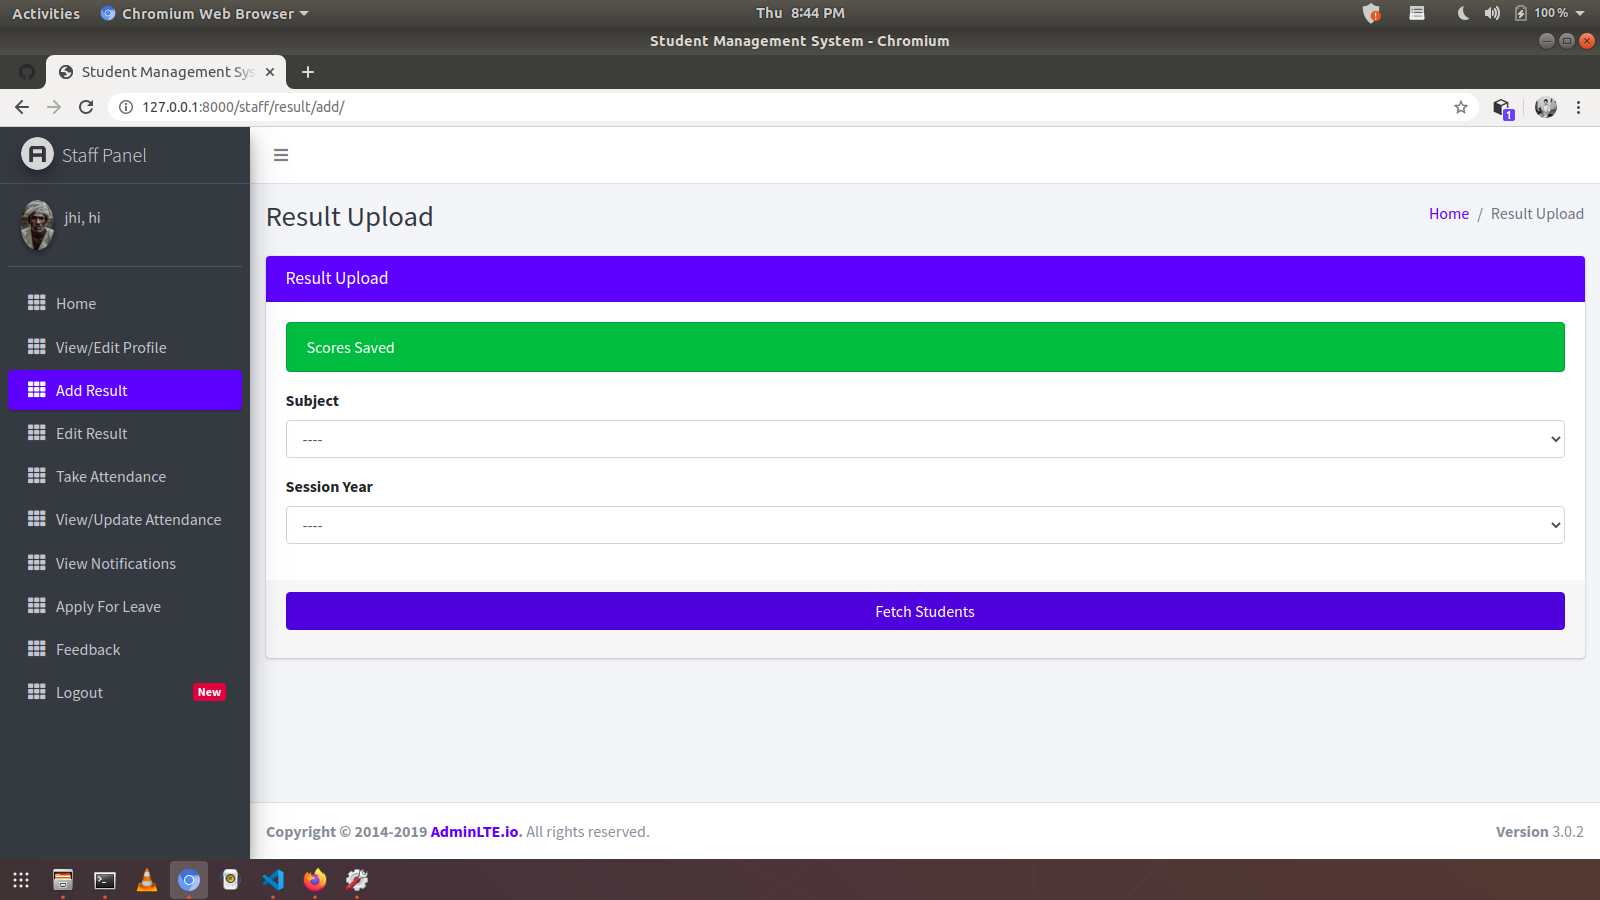 Activities
Chromium Web Browser
Thu 8:44 PM
100 %
Student Management System - Chromium
Student Management Sys
127.0.0.1:8000/staff/result/add/
1
Staff Panel
jhi, hi
Home
View/Edit Profile
Add Result
Edit Result
Take Attendance
View/Update Attendance
View Notifications
Apply For Leave
Feedback
Logout
New
Result Upload
Home / Result Upload
Result Upload
Scores Saved
Subject
----
Session Year
----
Fetch Students
Copyright © 2014-2019 AdminLTE.io. All rights reserved.
Version 3.0.2